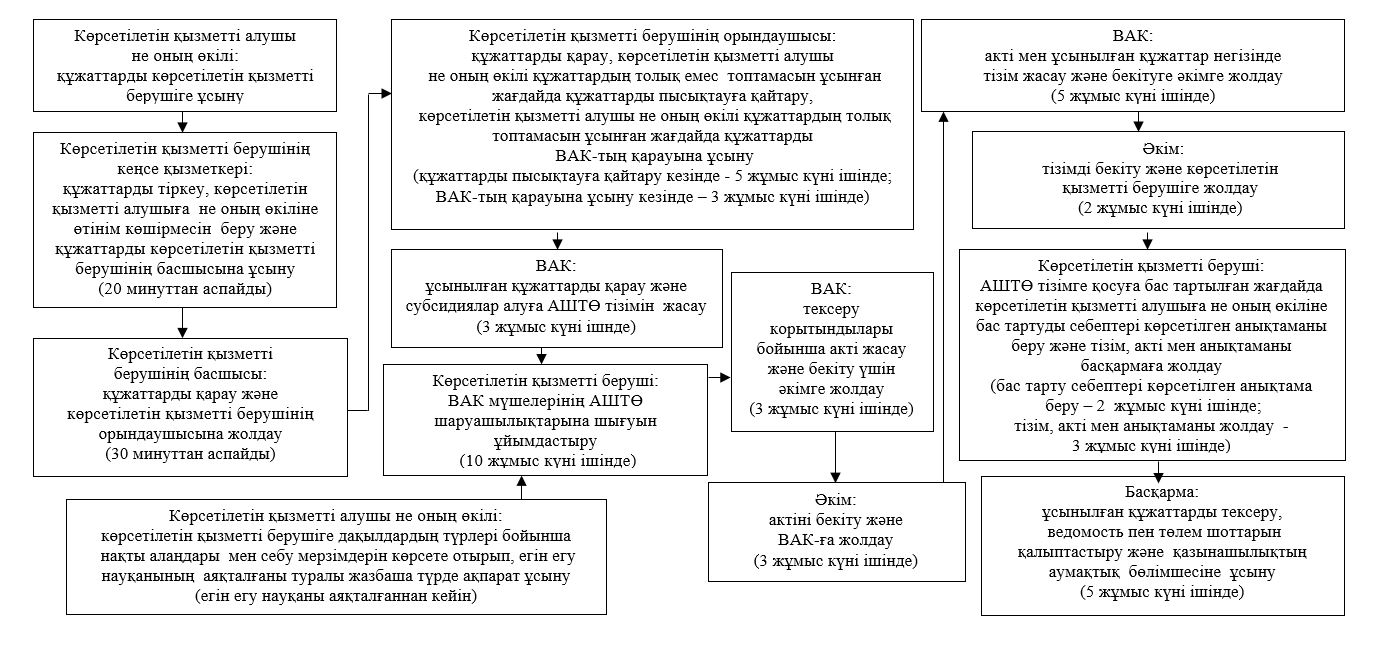 Көрсетілетін қызметті алушы
не оның өкілі:
құжаттарды көрсетілетін қызметті
берушіге ұсыну
Көрсетілетін қызметті берушінің
кеңсе қызметкері:
құжаттарды тіркеу, көрсетілетін
қызметті алушыға не оның өкіліне
өтінім көшірмесін беру және
құжаттарды көрсетілетін қызметті
берушінің басшысына ұсыну
(20 минуттан аспайды)
Көрсетілетін қызметті
берушінің басшысы:
құжаттарды қарау және
көрсетілетін қызметті берушінің
орындаушысына жолдау
(30 минуттан аспайды)
Көрсетілетін қызметті берушінің орындаушысы:
құжаттарды қарау, көрсетілетін қызметті алушы
не оның өкілі құжаттардың толық емес топтамасын ұсынған
жағдайда құжаттарды пысықтауға қайтару,
көрсетілетін қызметті алушы не оның өкілі құжаттардың толық
топтамасын ұсынған жағдайда құжаттарды
ВАК-тың қарауына ұсыну
(құжаттарды пысықтауға қайтару кезінде - 5 жұмыс күні ішінде;
ВАК-тың қарауына ұсыну кезінде – 3 жұмыс күні ішінде)
ВАК:
ұсынылған құжаттарды қарау және
субсидиялар алуға АШТӨ тізімін жасау
(3 жұмыс күні ішнде)
Көрсетілетін қызметті беруші:
ВАК мүшелерінің АШТӨ
шаруашылықтарына шығуын
ұйымдастыру
(10 жұмыс күні ішінде)
Көрсетілетін қызметті алушы не оның өкілі:
көрсетілетін қызметті берушіге дақылдардың түрлері бойынша
нақты алаңдары мен себу мерзімдерін көрсете отырып, егін егу
науқанының аяқталғаны туралы жазбаша түрде ақпарат ұсыну
(егін егу науқаны аяқталғаннан кейін)
ВАК:
тексеру
корытындылары
бойынша акті жасау
және бекіту үшін
әкімге жолдау
(3 жұмыс күні ішінде)
Әкім:
актіні бекіту және
ВАК-ға жолдау
(3 жұмыс күні ішінде)
ВАК:
акті мен ұсынылған құжаттар негізінде
тізім жасау және бекітуге әкімге жолдау
(5 жұмыс күні ішінде)
Әкім:
тізімді бекіту және көрсетілетін
қызметті берушіге жолдау
(2 жұмыс күні ішінде)
Көрсетілетін қызметті беруші:
АШТӨ тізімге қосуға бас тартылған жағдайда
көрсетілетін қызметті алушыға не оның өкіліне
бас тартуды себептері көрсетілген анықтаманы
беру және тізім, акті мен анықтаманы
басқармаға жолдау
(бас тарту себептері көрсетілген анықтама
беру – 2 жұмыс күні ішінде;
тізім, акті мен анықтаманы жолдау -
3 жұмыс күні ішінде)
Басқарма:
ұсынылған құжаттарды тексеру,
ведомость пен төлем шоттарын
қалыптастыру және қазынашылықтың
аумақтық бөлімшесіне ұсыну
(5 жұмыс күні ішінде)